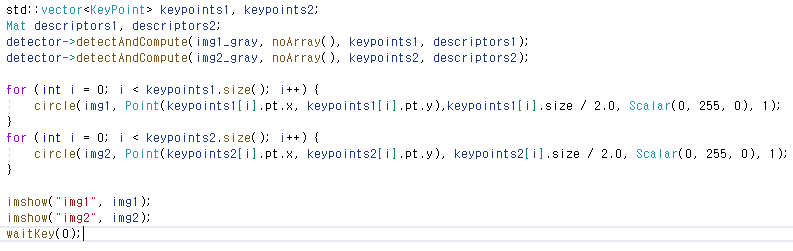 std::vector<KeyPoint> keypoints1, keypoints2;
Mat descriptors1, descriptors2;
detector->detectAndCompute(img1_gray, noArray(), keypoints1, descriptors1);
detector->detectAndCompute(img2_gray, noArray(), keypoints2, descriptors2);

for (int i = 0; i < keypoints1.size(); i++) {
    circle(img1, Point(keypoints1[i].pt.x, keypoints1[i].pt.y),keypoints1[i].size / 2.0, Scalar(0, 255, 0), 1);
}
for (int i = 0; i < keypoints2.size(); i++) {
    circle(img2, Point(keypoints2[i].pt.x, keypoints2[i].pt.y), keypoints2[i].size / 2.0, Scalar(0, 255, 0), 1);
}

imshow("img1", img1);
imshow("img2", img2);
waitKey(0);